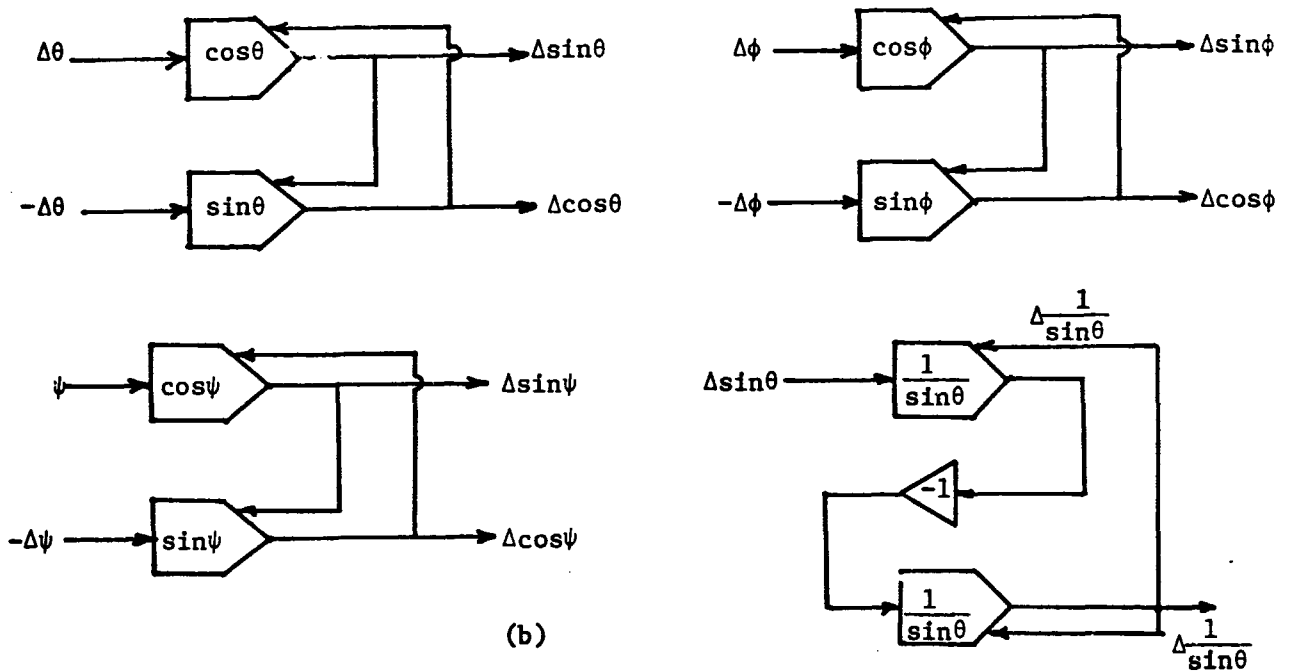 Δθ
cosθ
Δsinθ
-Δθ
sinθ
Δcosθ
Δϕ
cosϕ
Δsinϕ
-Δϕ
sinϕ
Δcosϕ
ψ
cosψ
Δsinψ
-Δψ
sinψ
Δcosψ
(b)
Δ1/sinθ
Δsinθ
1/sinθ
-1
1/sinθ
Δ1/sinθ